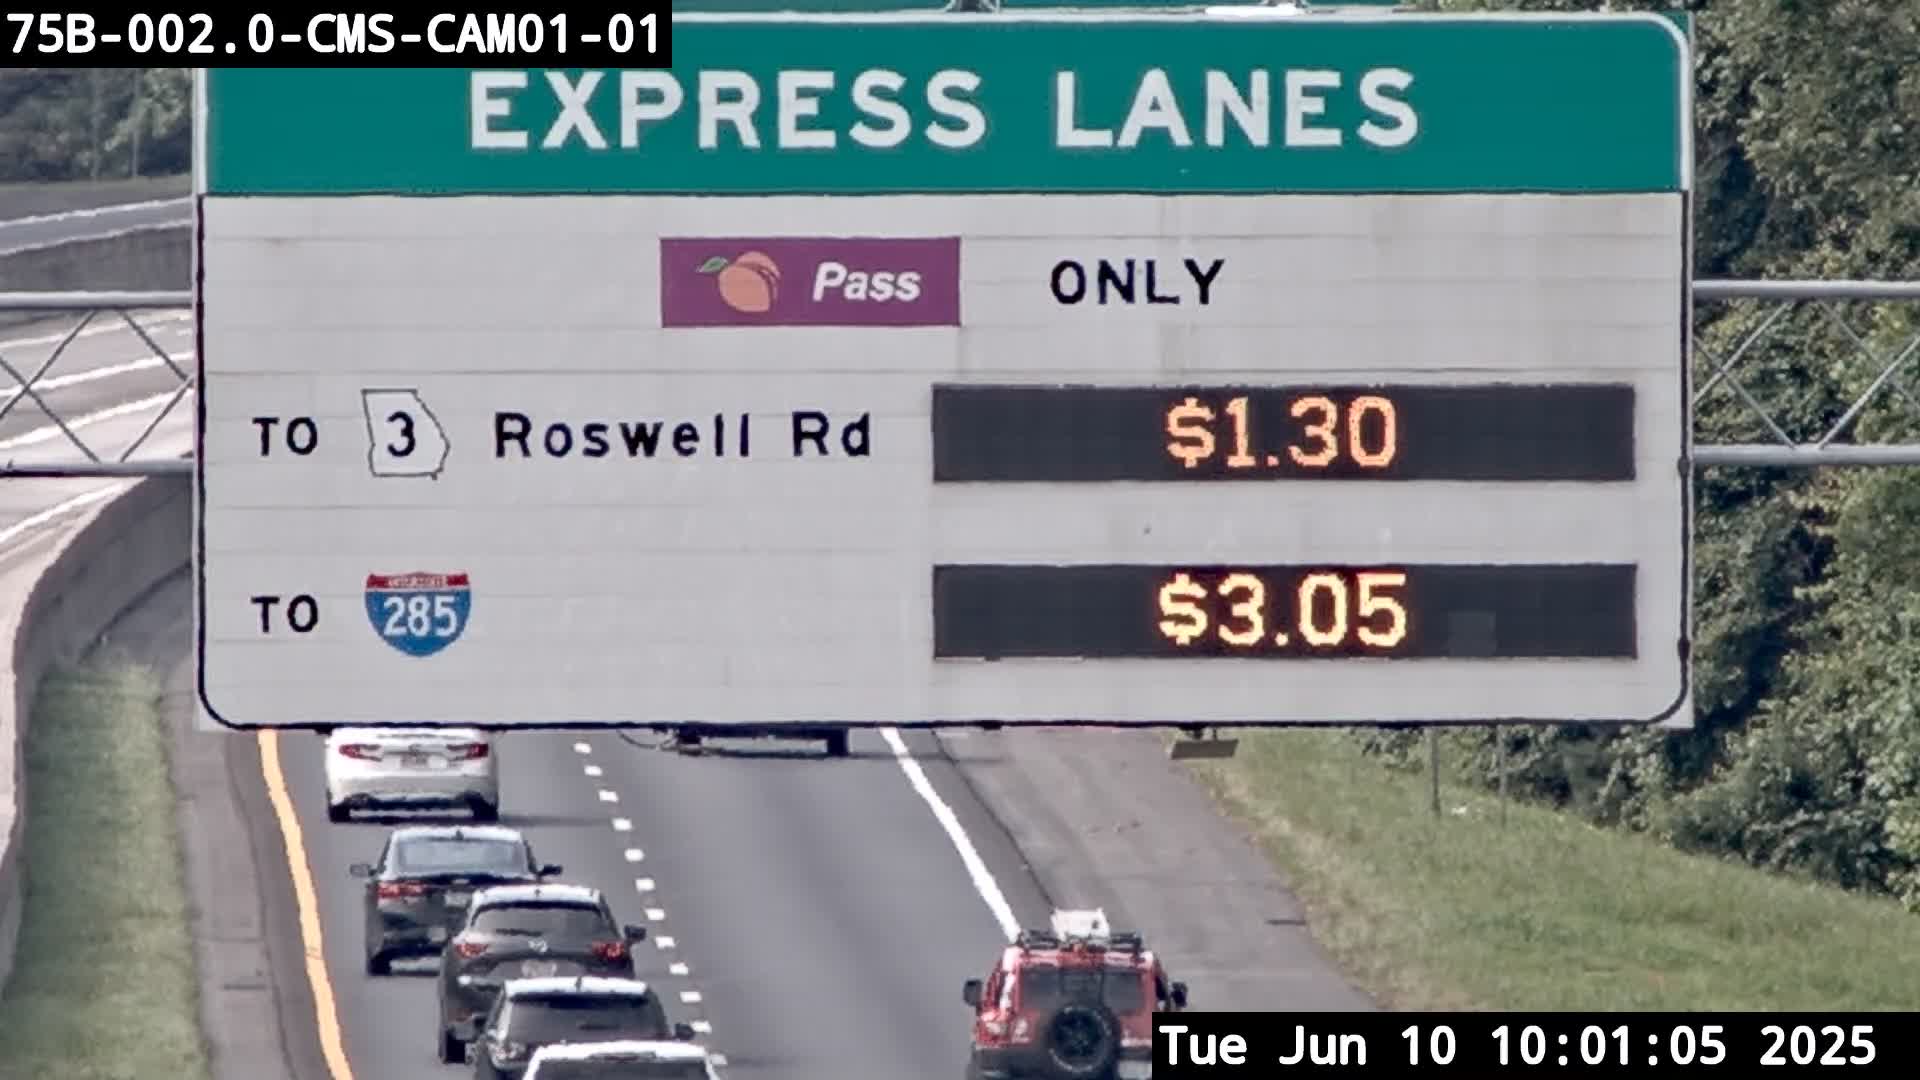 75B-002.0-CMS-CAM01-01
EXPRESS LANES
Pass ONLY
TO 3 Roswell Rd $1.30
TO 285 $3.05
Tue Jun 10 10:01:05 2025